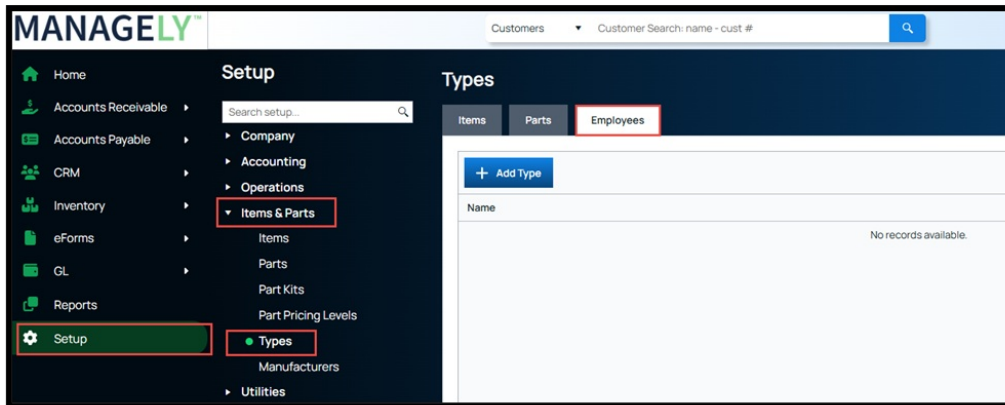 MANAGELY™
Customers
Customer Search: name - cust #
Home
Accounts Receivable
Accounts Payable
CRM
Inventory
eForms
GL
Reports
Setup
Setup
Search setup...
Company
Accounting
Operations
Items & Parts
Items
Parts
Part Kits
Part Pricing Levels
Types
Manufacturers
Utilities
Types
Items Parts Employees
+ Add Type
Name
No records available.